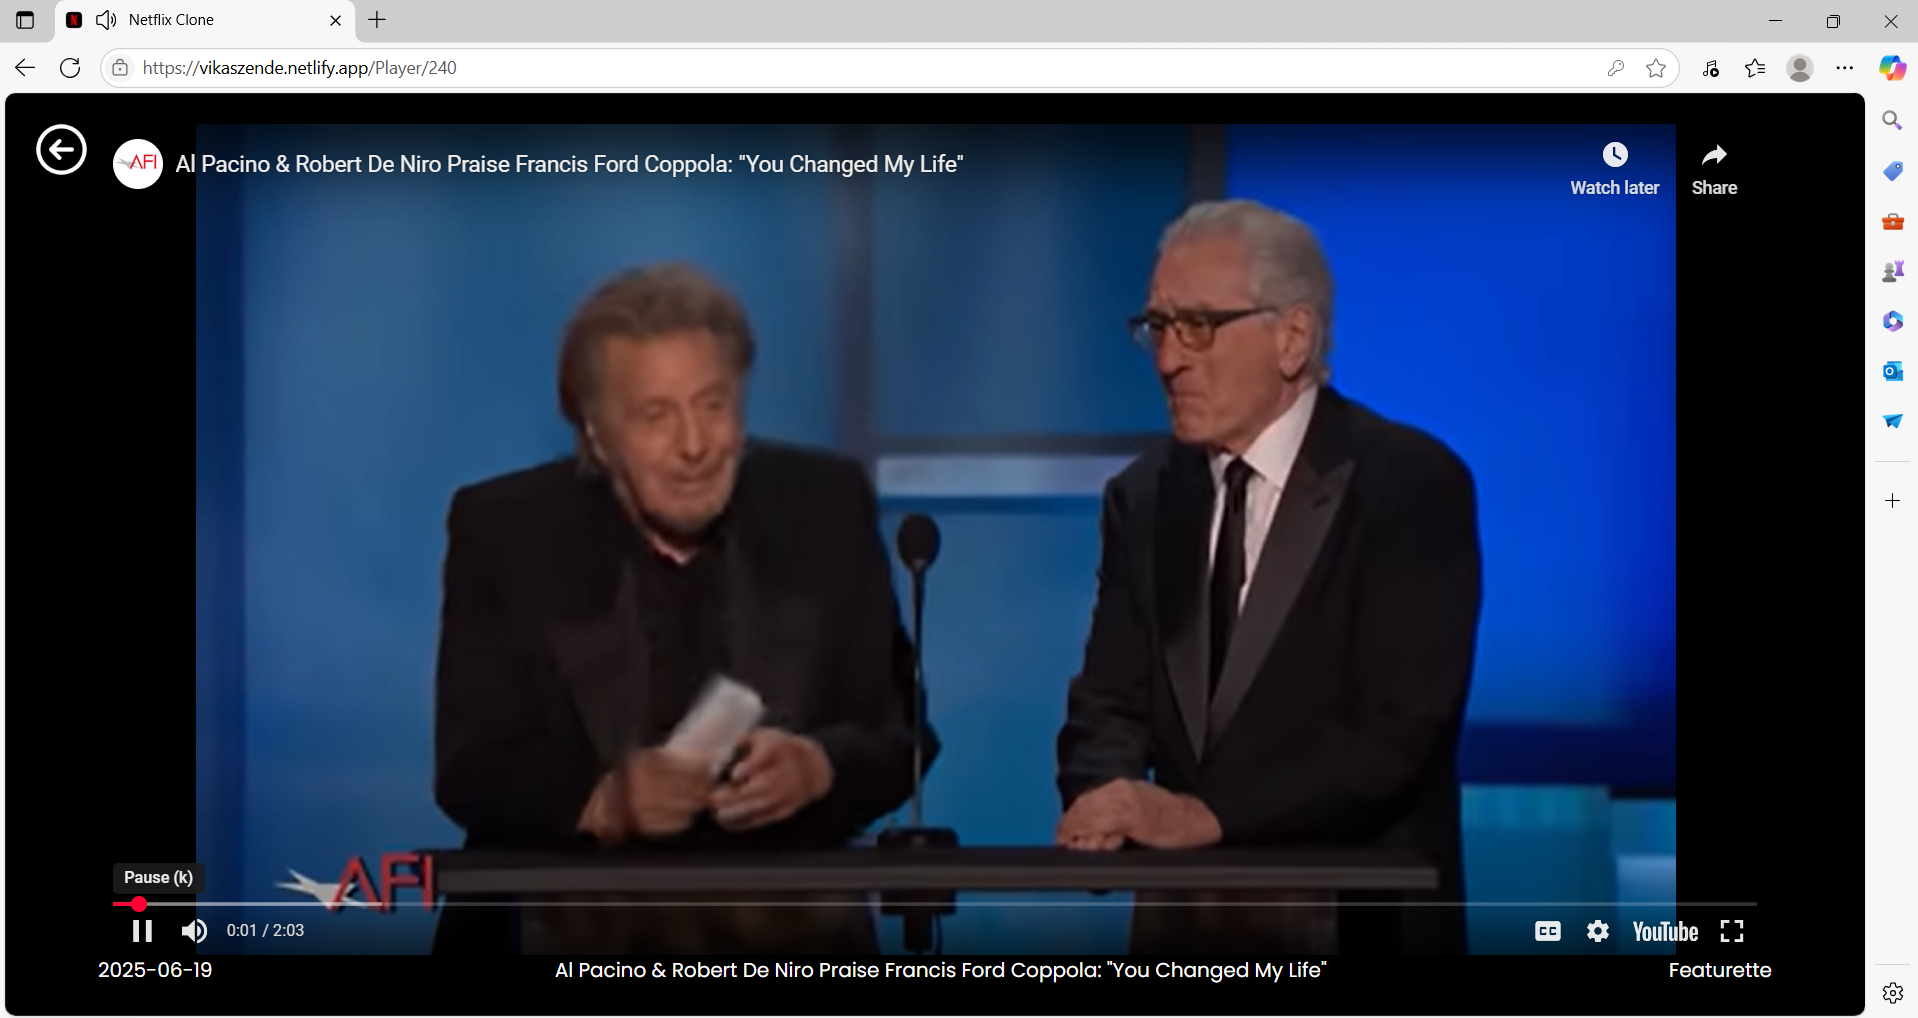 Netflix Clone
https://vikaszende.netlify.app/Player/240
AFI
Al Pacino & Robert De Niro Praise Francis Ford Coppola: "You Changed My Life"
Watch later
Share
AFI
Pause (k)
0:01 / 2:03
CC
YouTube
2025-06-19
Al Pacino & Robert De Niro Praise Francis Ford Coppola: "You Changed My Life"
Featurette